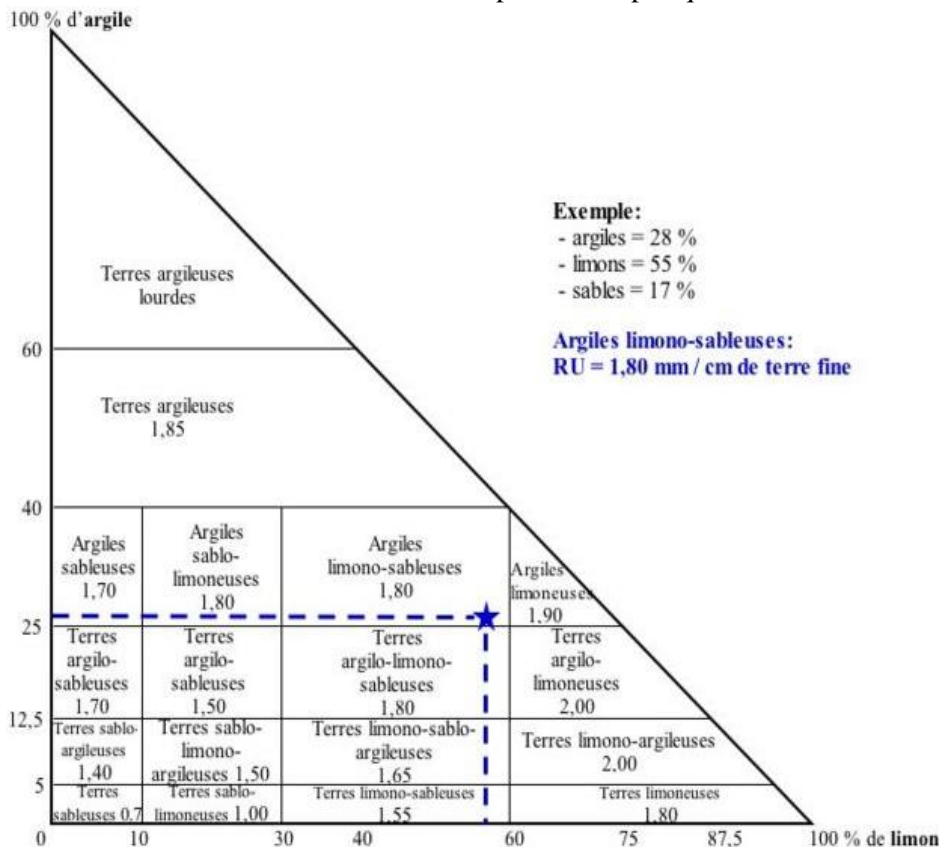 100 % d'argile
Exemple:
- argiles = 28 %
- limons = 55 %
- sables = 17 %
Argiles limono-sableuses:
RU = 1,80 mm / cm de terre fine
Terres argileuses
lourdes
60
Terres argileuses
1,85
40
Argiles
sableuses
1,70
Argiles
sablo-
limoneuses
1,80
Argiles
limono-sableuses
1,80
Argiles
limoneuses
1,90
25
Terres
argilo-
sableuses
1,70
Terres
argilo-
sableuses
1,50
Terres
argilo-limono-
sableuses
1,80
Terres
argilo-
limoneuses
2,00
12,5
Terres sablo-
argileuses
1,40
Terres sablo-
limono-
argileuses 1,50
Terres limono-sablo-
argileuses
1,65
Terres limono-argileuses
2,00
5
Terres
sableuses 0.7
Terres sablo-
limoneuses 1.00
Terres limono-sableuses
1.55
Terres limoneuses
1.80
0 10 30 40 60 75 87,5 100 % de limon